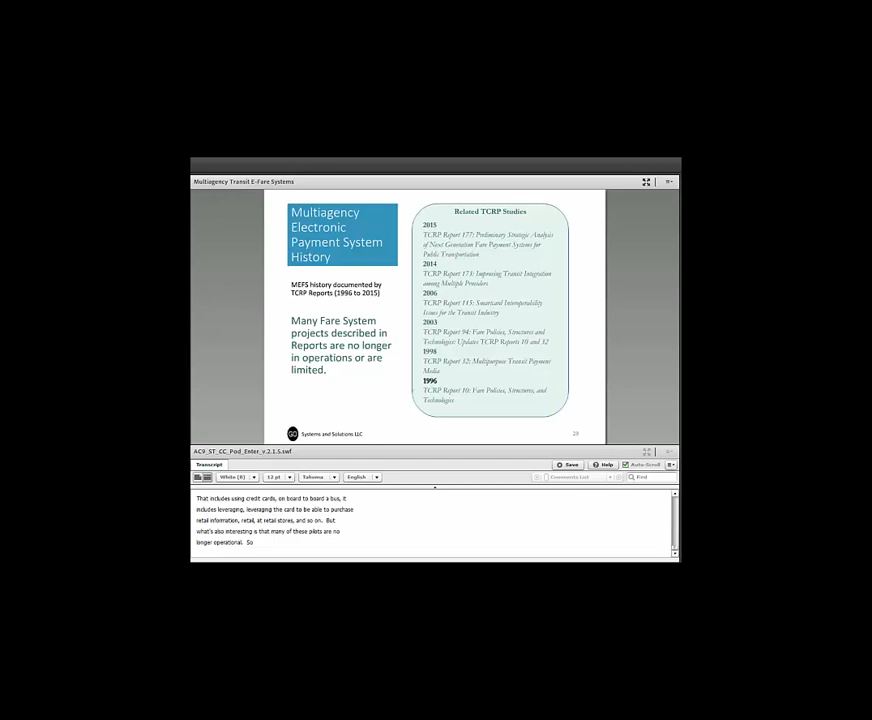 Multiagency Transit E-Fare Systems
Multiagency
Electronic
Payment System
History
MEFS history documented by
TCRP Reports (1996 to 2015)
Many Fare System
projects described in
Reports are no longer
in operations or are
limited.
GO Systems and Solutions LLC
Related TCRP Studies
2015
TCRP Report 177: Preliminary Strategic Analysis
of Next Generation Fare Payment Systems for
Public Transportation
2014
TCRP Report 173: Improving Transit Integration
among Multiple Providers
2006
TCRP Report 115: Smartcard Interoperability
Issues for the Transit Industry
2003
TCRP Report 94: Fare Policies, Structures and
Technologies: Updates TCRP Reports 10 and 32
1998
TCRP Report 32: Multipurpose Transit Payment
Media
1996
TCRP Report 10: Fare Policies, Structures, and
Technologies
AC9_ST_CC_Pod_Enter_v.2.1.5.swf
Transcript
Save
Help
Auto-Scroll
White (R)
12 pt
Tahoma
English
Comments List
Find
That includes using credit cards, on board to board a bus, it
includes leveraging, leveraging the card to be able to purchase
retail information, retail, at retail stores, and so on. But
what's also interesting is that many of these pilots are no
longer operational. So